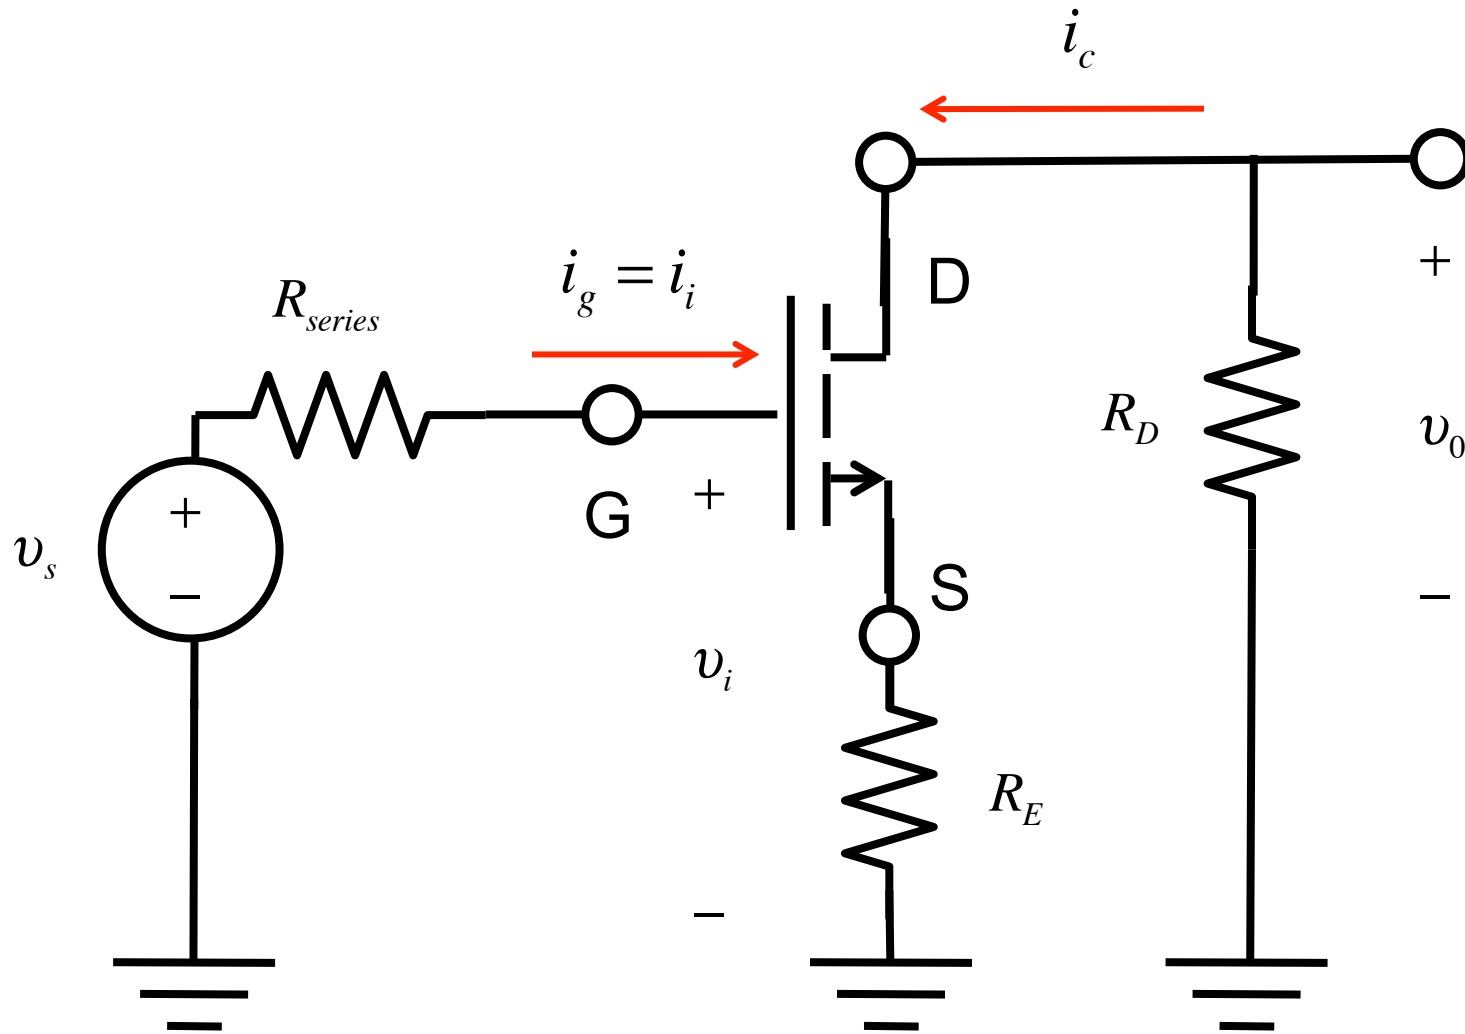 i_c
i_g = i_i
D
R_series
+
R_D
υ_0
+
G
+
υ_s
−
S
−
υ_i
R_E
−